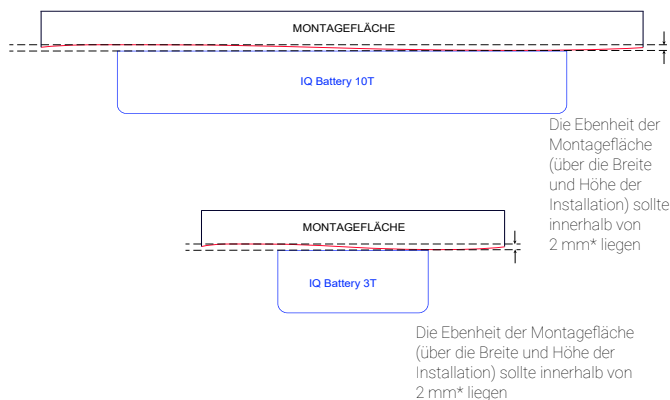 MONTAGEFLÄCHE
IQ Battery 10T
Die Ebenheit der
Montagefläche
(über die Breite
und Höhe der
Installation) sollte
innerhalb von
2 mm* liegen
MONTAGEFLÄCHE
IQ Battery 3T
Die Ebenheit der Montagefläche
(über die Breite und Höhe der
Installation) sollte innerhalb von
2 mm* liegen